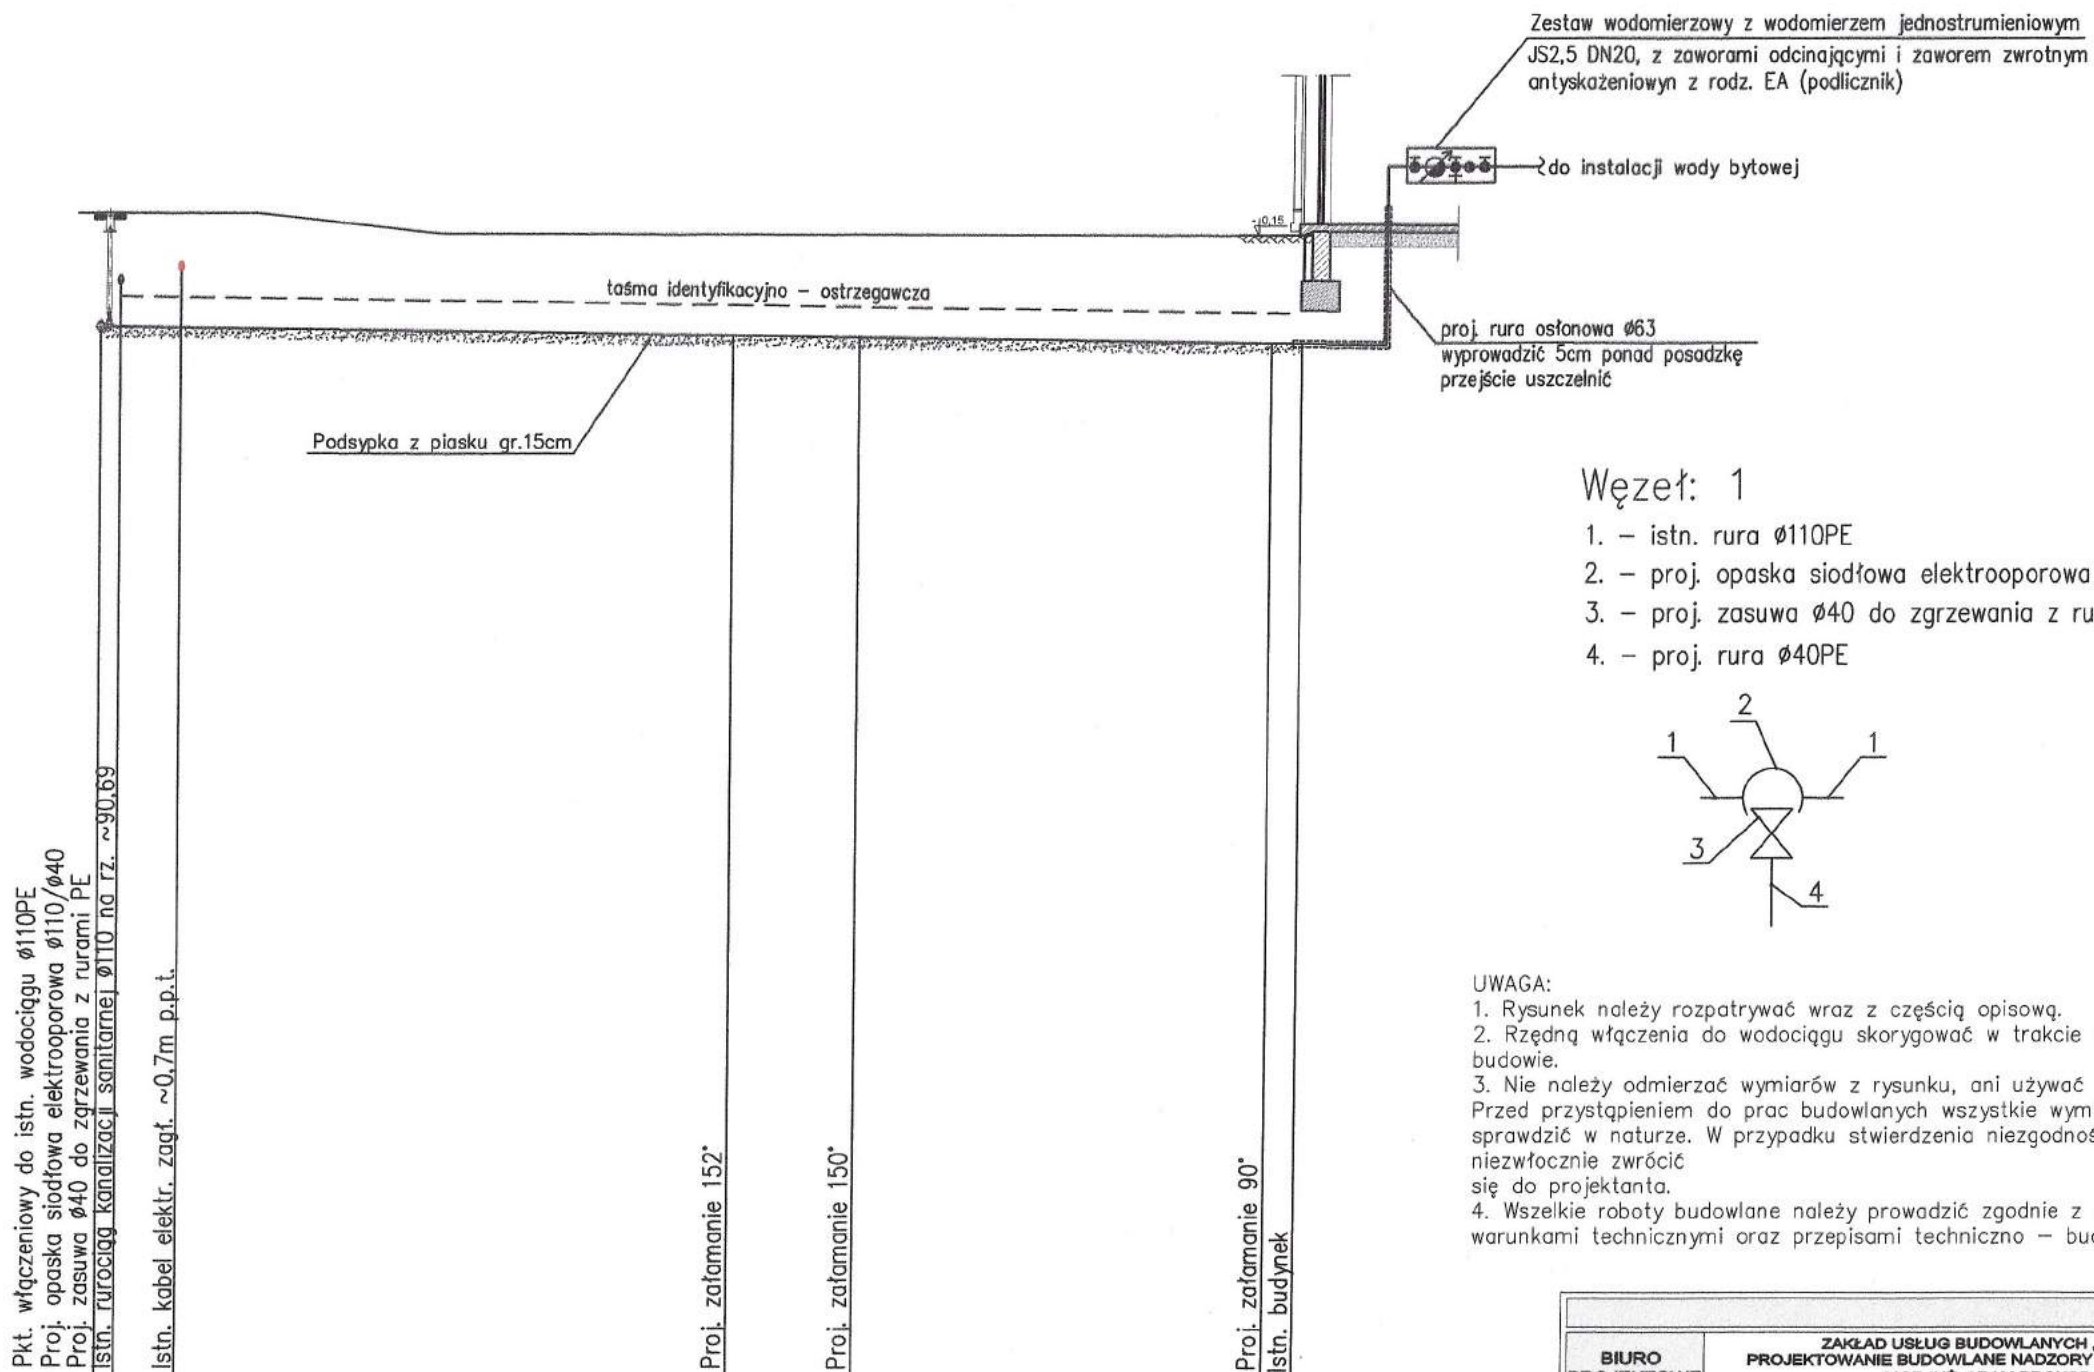 Zestaw wodomierzowy z wodomierzem jednostrumieniowym
JS2,5 DN20, z zaworami odcinającymi i zaworem zwrotnym
antyskażeniowyn z rodz. EA (podlicznik)
do instalacji wody bytowej
-0,15
taśma identyfikacyjno – ostrzegawcza
proj. rura osłonowa ø63
wyprowadzić 5cm ponad posadzkę
przejście uszczelnić
Podsypka z piasku gr.15cm
Węzeł: 1
1. – istn. rura ø110PE
2. – proj. opaska siodłowa elektrooporowa
3. – proj. zasuwa ø40 do zgrzewania z ru
4. – proj. rura ø40PE
2
1
1
3
4
Pkt. włączeniowy do istn. wodociągu ø110PE
Proj. opaska siodłowa elektrooporowa ø110/ø40
Proj. zasuwa ø40 do zgrzewania z rurami PE
Istn. rurociąg kanalizacji sanitarnej ø110 na rz. ~90,69
Istn. kabel elektr. zagł. ~0,7m p.p.t.
Proj. załamanie 152°
Proj. załamanie 150°
Proj. załamanie 90°
Istn. budynek
UWAGA:
1. Rysunek należy rozpatrywać wraz z częścią opisową.
2. Rzędną włączenia do wodociągu skorygować w trakcie
budowie.
3. Nie należy odmierzać wymiarów z rysunku, ani używać
Przed przystąpieniem do prac budowlanych wszystkie wym
sprawdzić w naturze. W przypadku stwierdzenia niezgodnoś
niezwłocznie zwrócić
się do projektanta.
4. Wszelkie roboty budowlane należy prowadzić zgodnie z
warunkami technicznymi oraz przepisami techniczno – bud
ZAKŁAD USŁUG BUDOWLANYCH
BIURO
PROJEKTOWANIE BUDOWLANE NADZORY